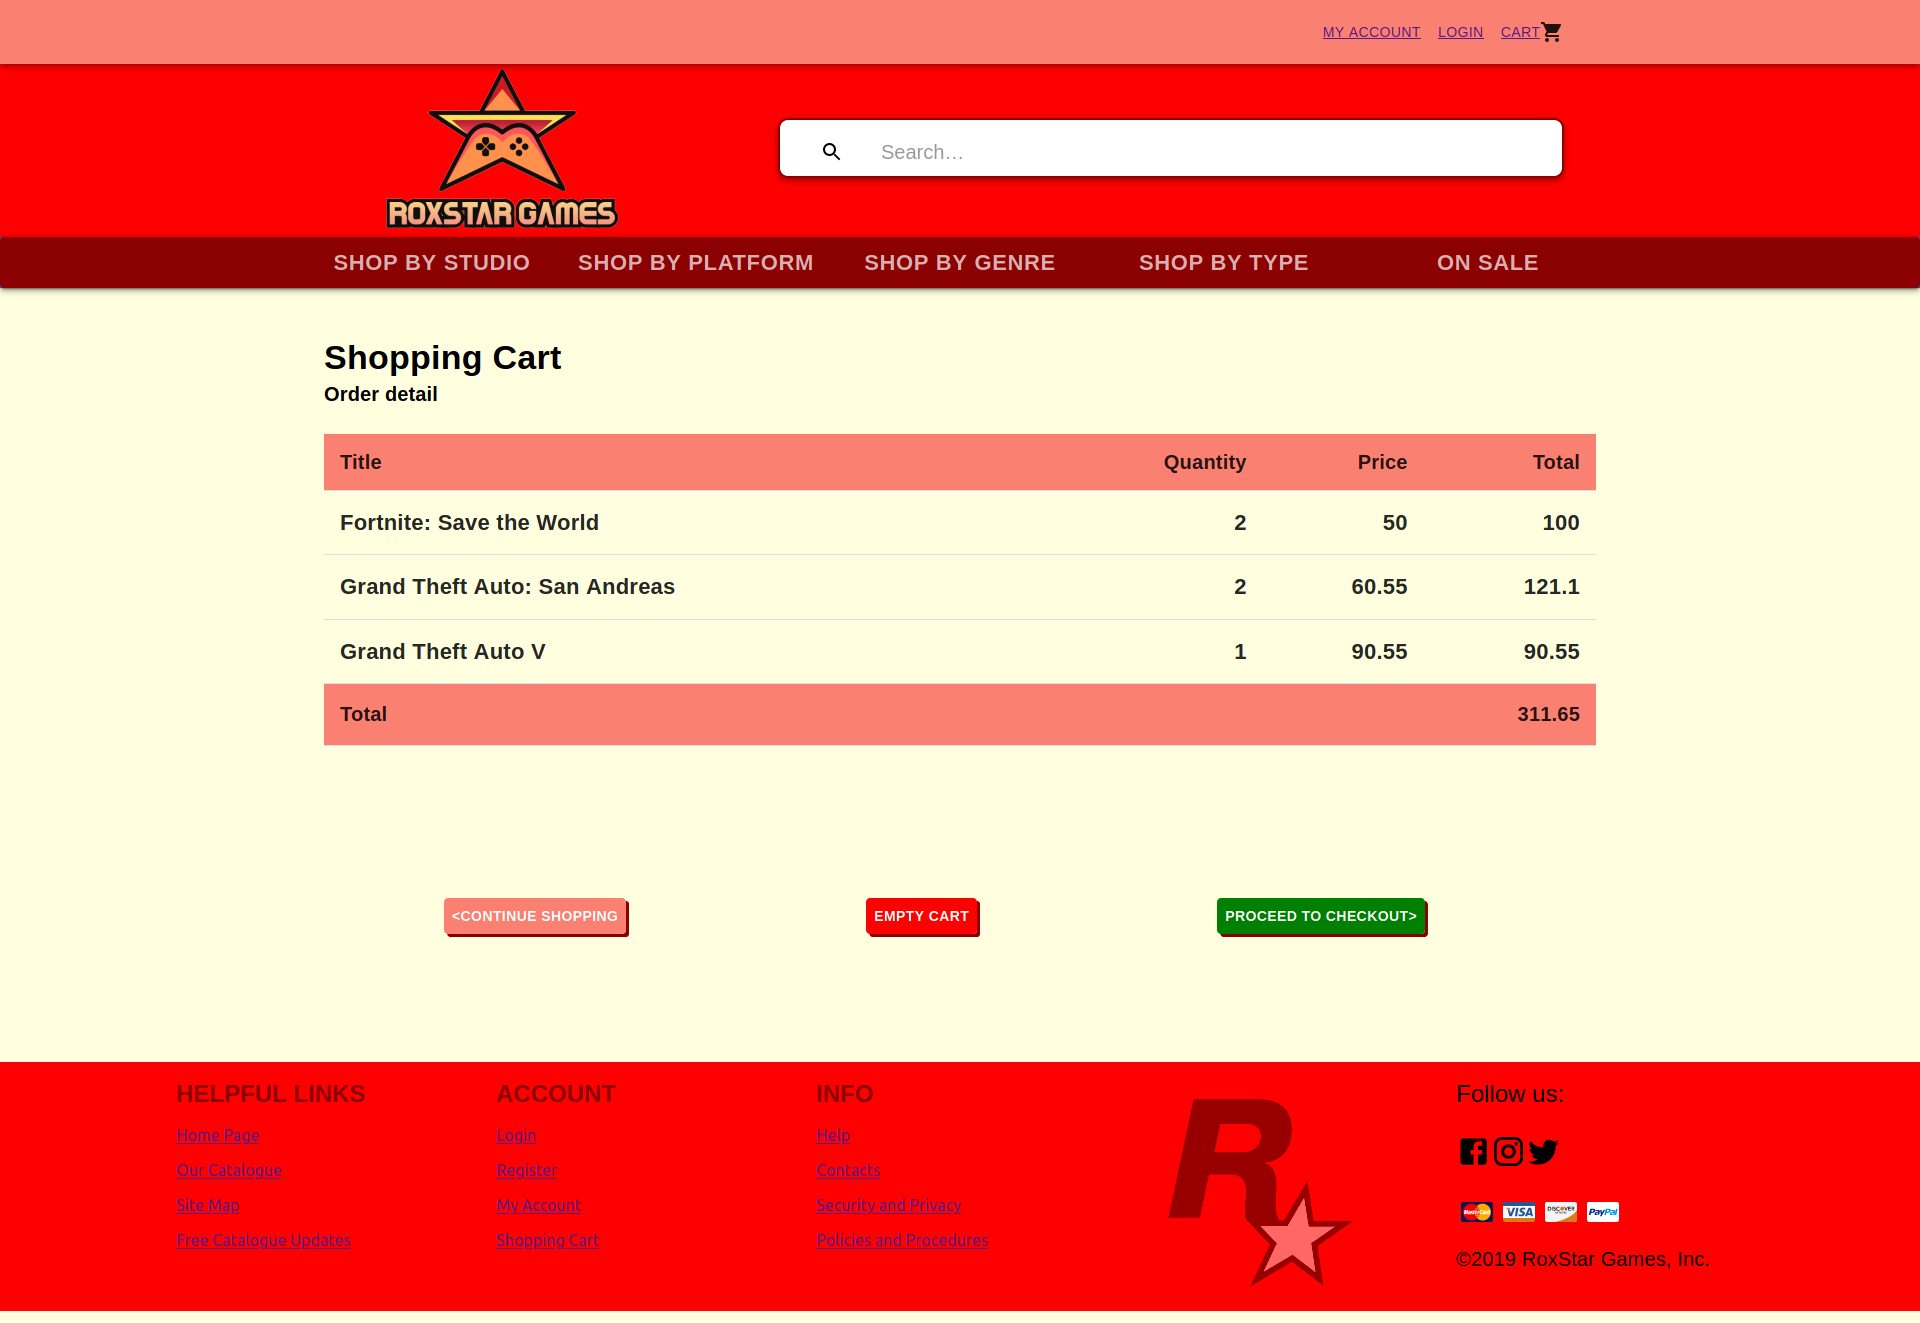 MY ACCOUNT LOGIN CART
ROXSTAR GAMES
Search…
SHOP BY STUDIO SHOP BY PLATFORM SHOP BY GENRE SHOP BY TYPE ON SALE
Shopping Cart
Order detail
Title Quantity Price Total
Fortnite: Save the World 2 50 100
Grand Theft Auto: San Andreas 2 60.55 121.1
Grand Theft Auto V 1 90.55 90.55
Total 311.65
<CONTINUE SHOPPING EMPTY CART PROCEED TO CHECKOUT>
HELPFUL LINKS ACCOUNT INFO Follow us:
Home Page Login Help
Our Catalogue Register Contacts
Site Map My Account Security and Privacy
Free Catalogue Updates Shopping Cart Policies and Procedures
R
MasterCard VISA DISCOVER PayPal
©2019 RoxStar Games, Inc.